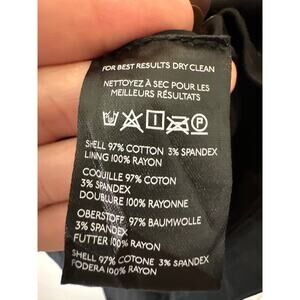 FOR BEST RESULTS DRY CLEAN
NETTOYEZ À SEC POUR LES
MEILLEURS RÉSULTATS
SHELL 97% COTTON 3% SPANDEX
LINING 100% RAYON
COQUILLE 97% COTON
3% SPANDEX
DOUBLURE 100% RAYONNE
OBERSTOFF 97% BAUMWOLLE
3% SPANDEX
FUTTER 100% RAYON
SHELL 97% COTONE 3% SPANDEX
FODERA 100% RAYON